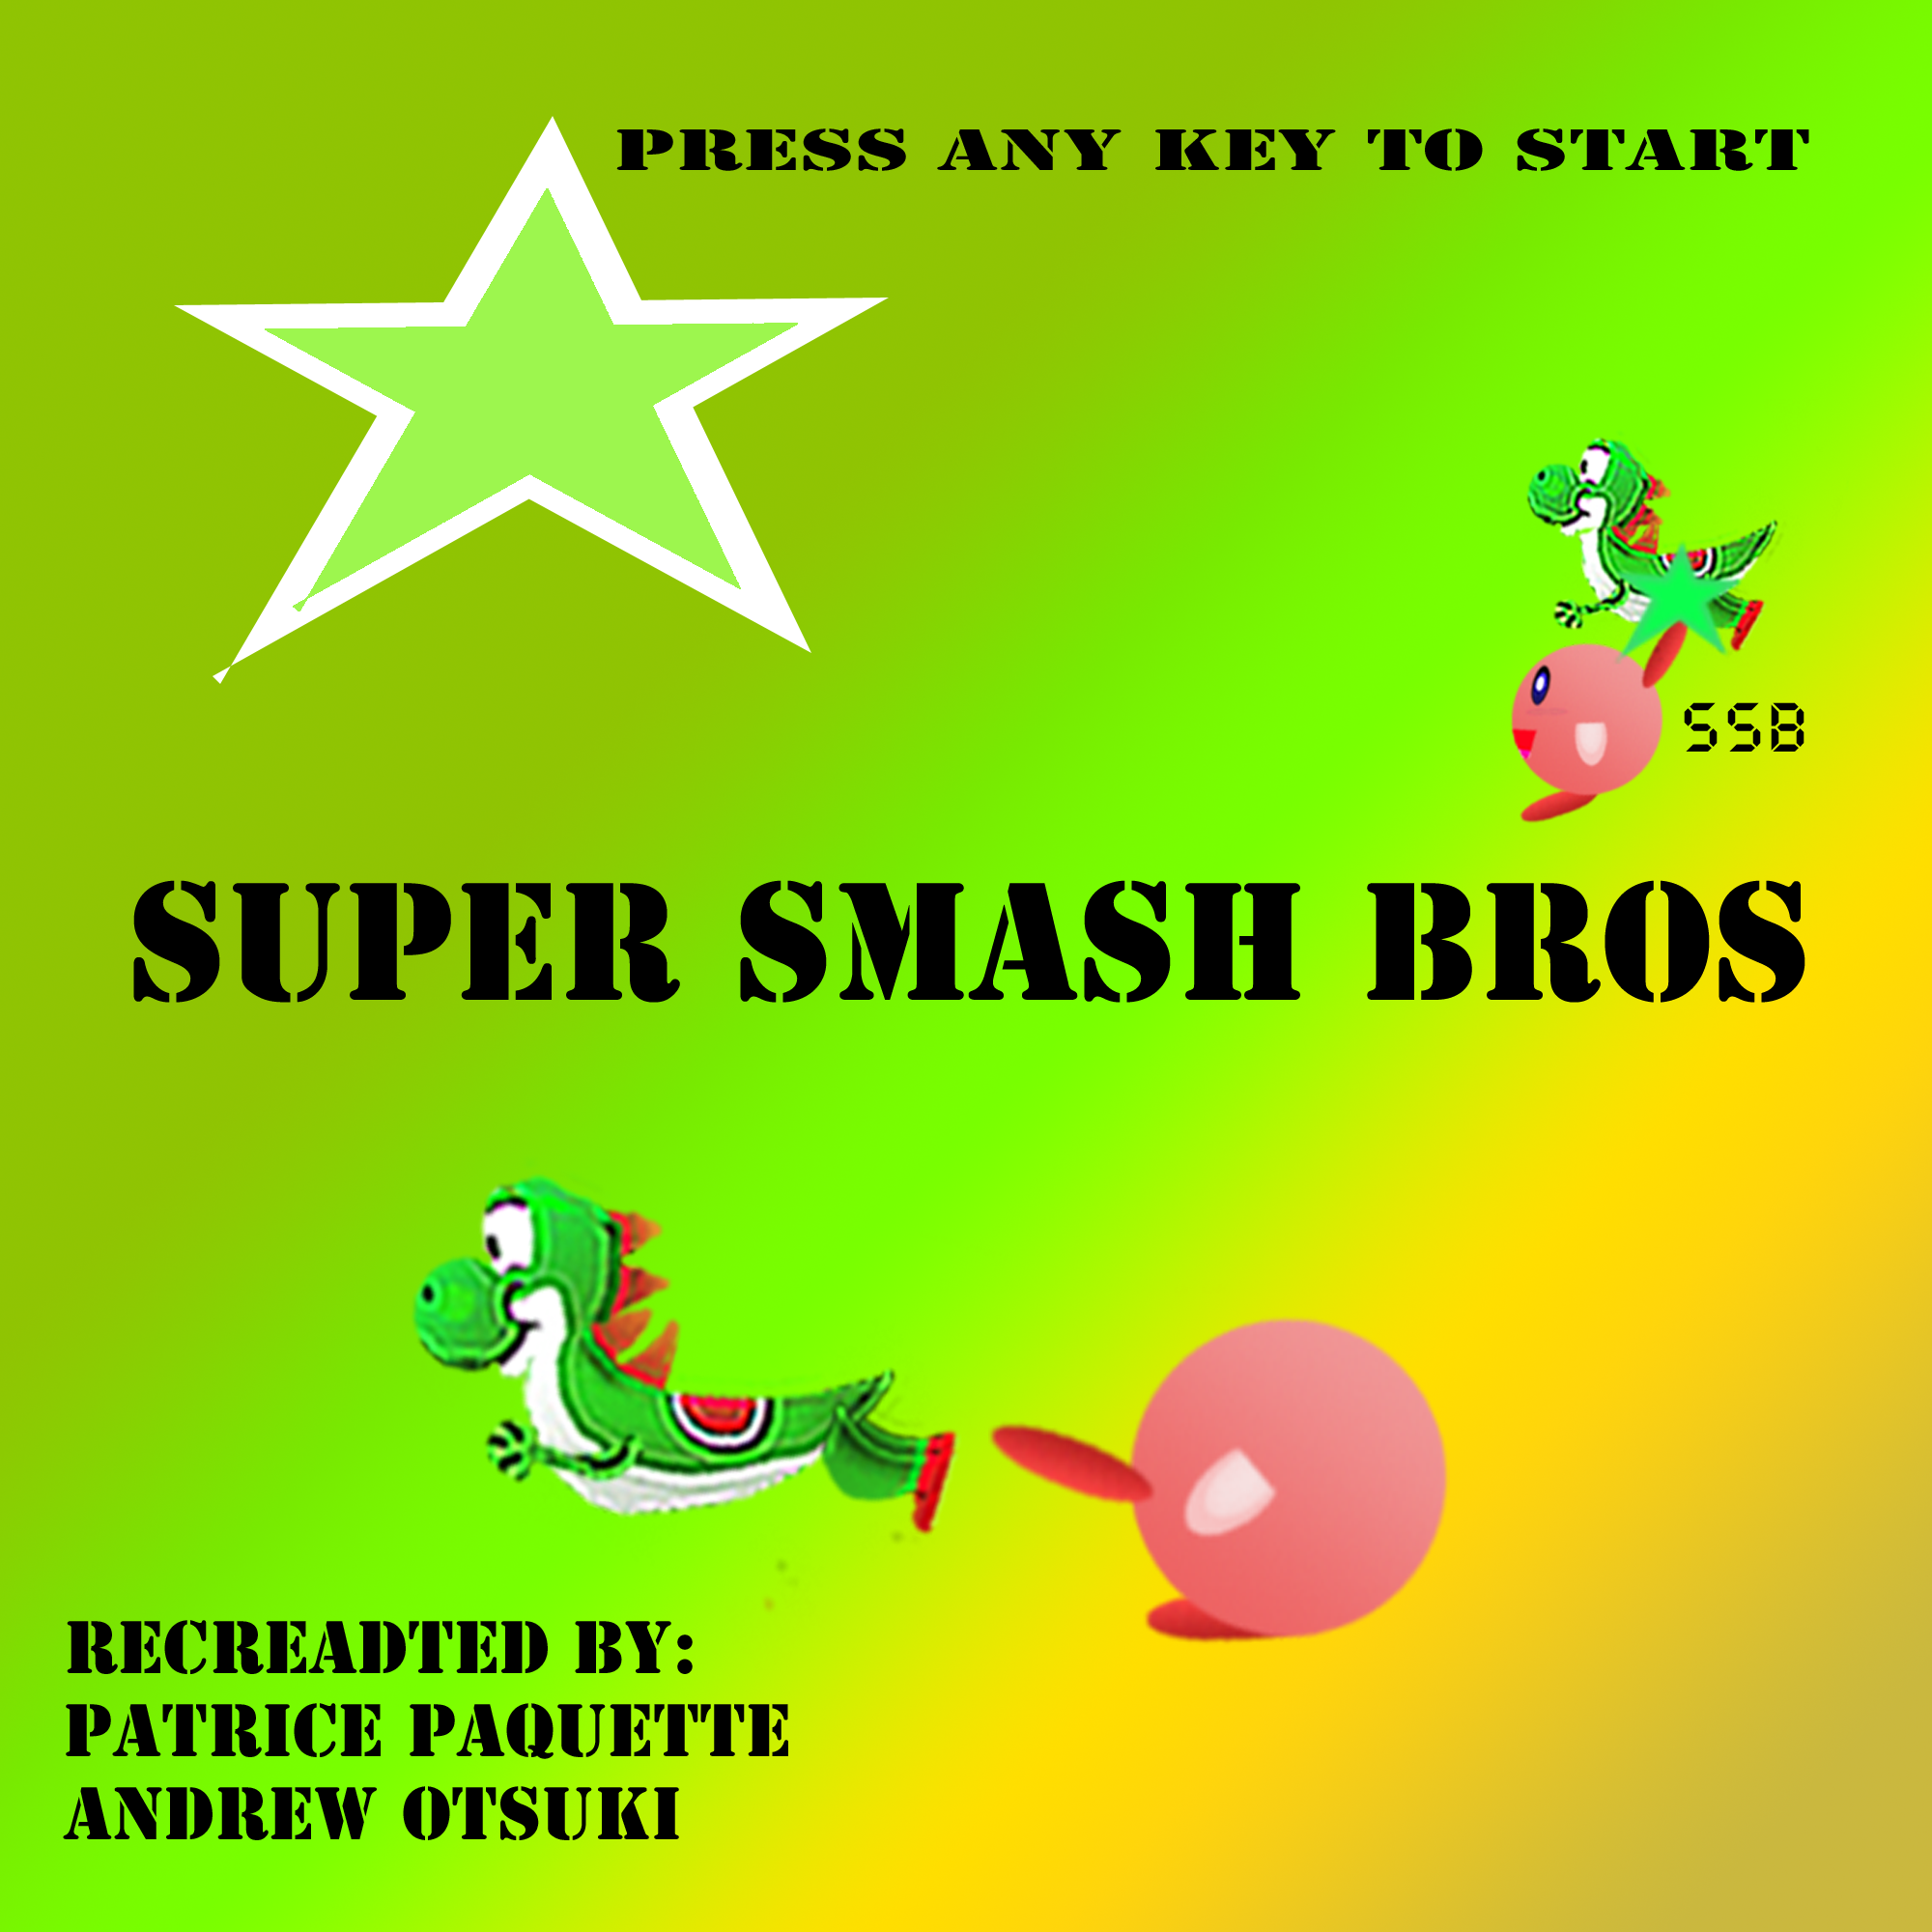 PRESS ANY KEY TO START
SSB
SUPER SMASH BROS
RECREADTED BY:
PATRICE PAQUETTE
ANDREW OTSUKI